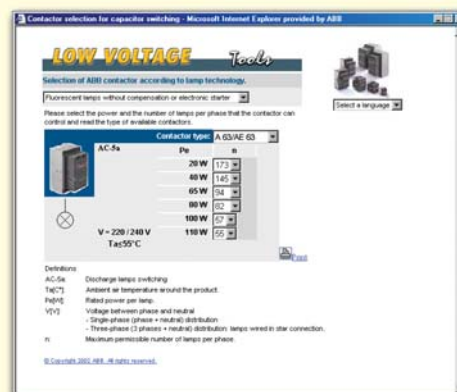 Contactor selection for capacitor switching - Microsoft Internet Explorer provided by ABB
LOW VOLTAGE Tools
Selection of ABB contactor according to lamp technology.
Fluorescent lamps without compensation or electronic starter
Select a language
Please select the power and the number of lamps per phase that the contactor can
control and read the type of available contactors.
Contactor type: A 63/AE 63
AC-5a Pe n
20 W 173
40 W 145
65 W 94
80 W 82
100 W 57
V = 220 / 240 V 110 W 55
Ta≤55°C
Print
Definitions
AC-5a: Discharge lamps switching
Ta[C°]: Ambient air temperature around the product.
Pe[W]: Rated power per lamp.
V[V]: Voltage between phase and neutral
- Single-phase (phase + neutral) distribution
- Three-phase (3 phases + neutral) distribution: lamps wired in star connection.
n: Maximum permissible number of lamps per phase.
© Copyright 2002 ABB. All rights reserved.